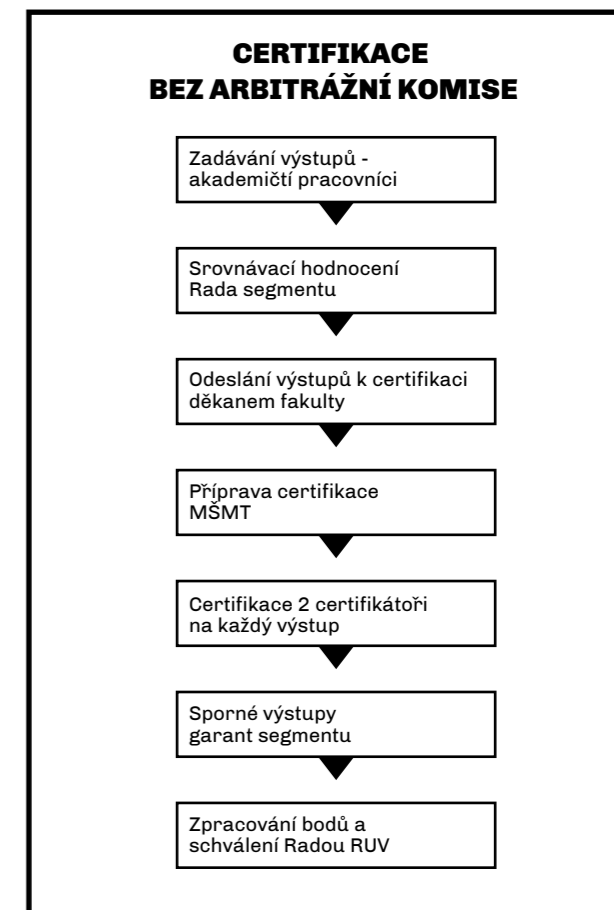 CERTIFIKACE
BEZ ARBITRÁŽNÍ KOMISE
Zadávání výstupů -
akademičtí pracovníci
Srovnávací hodnocení
Rada segmentu
Odeslání výstupů k certifikaci
děkanem fakulty
Příprava certifikace
MŠMT
Certifikace 2 certifikátoři
na každý výstup
Sporné výstupy
garant segmentu
Zpracování bodů a
schválení Radou RUV